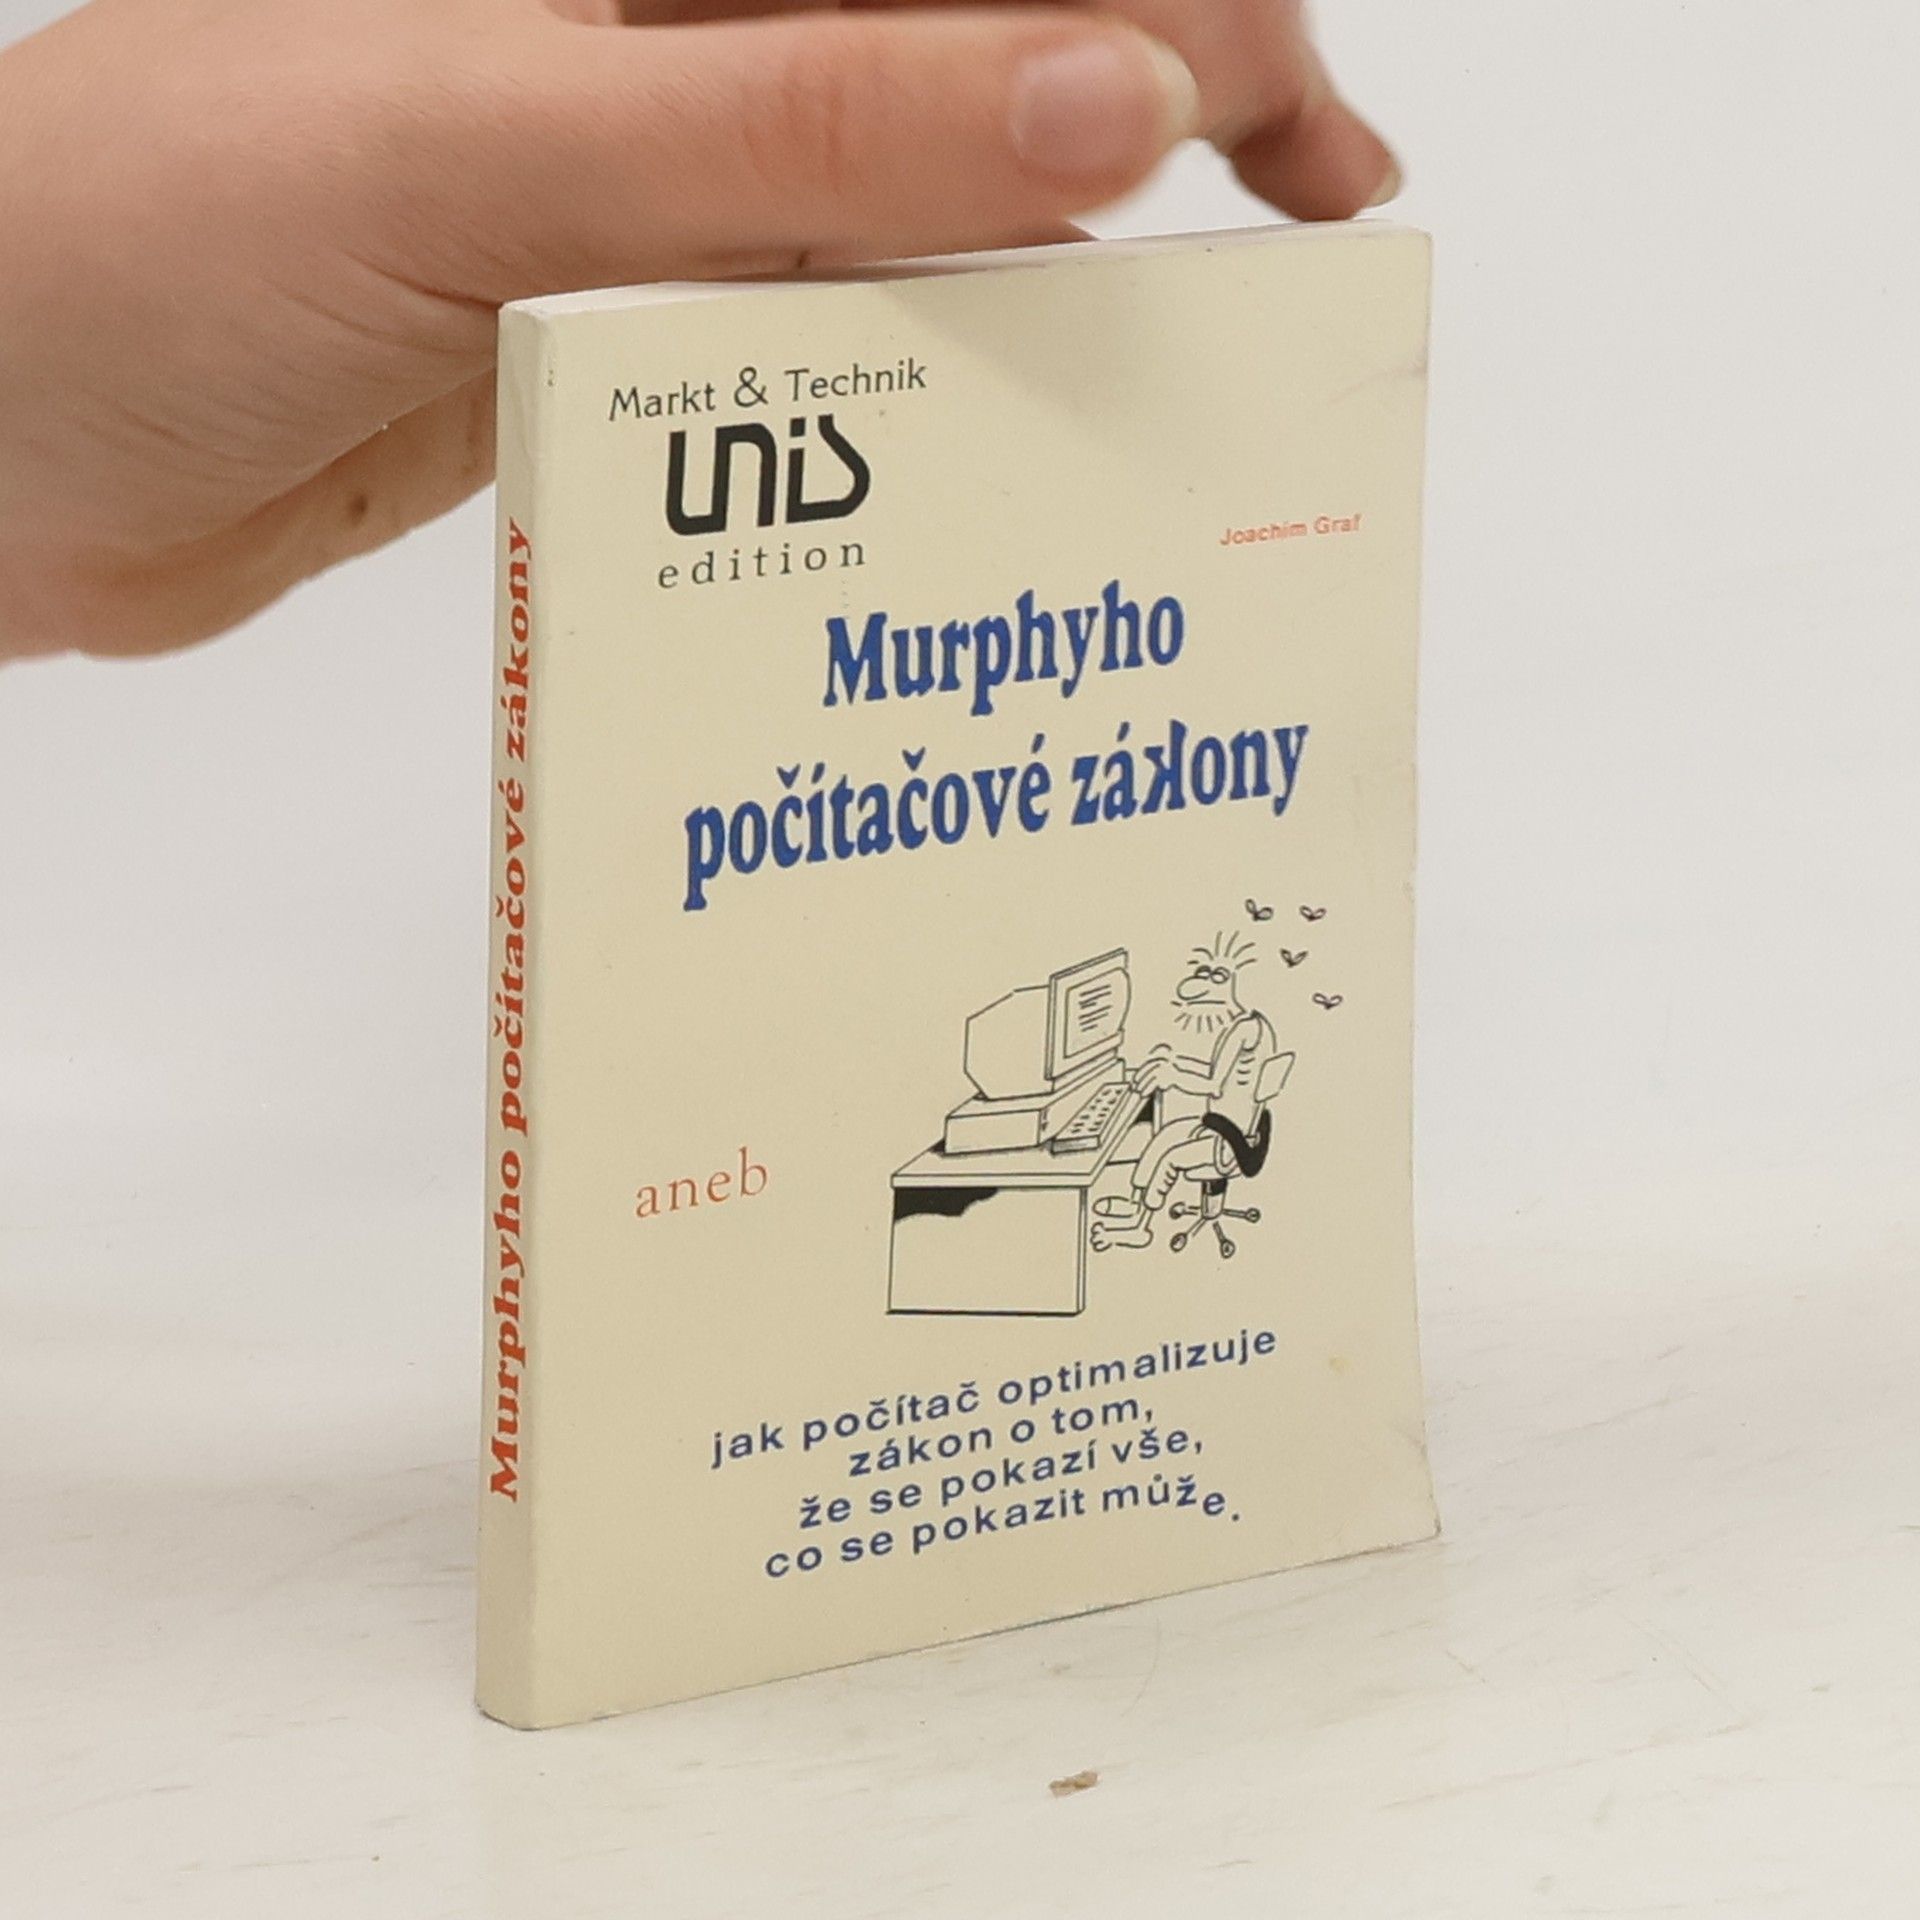 Markt & Technik
UNIS
edition
Joachim Graf
Murphyho
počítačové zákony
aneb
jak počítač optimalizuje
zákon o tom,
že se pokazí vše,
co se pokazit může.
Murphyho počítačové zákony